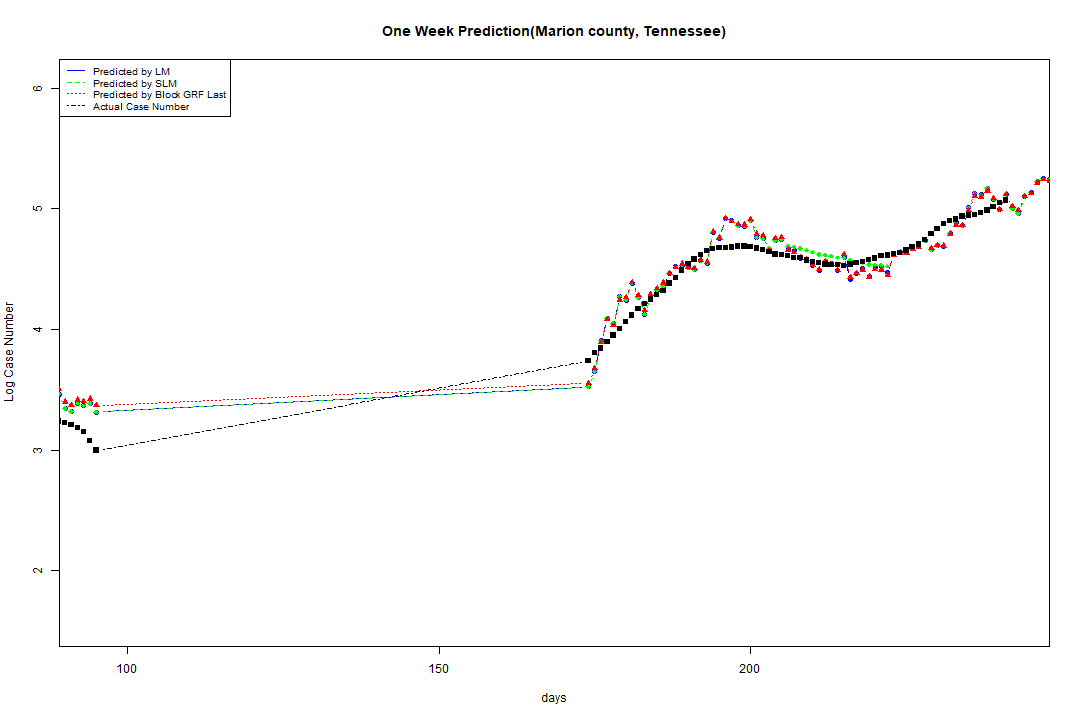 One Week Prediction(Marion county, Tennessee)
Predicted by LM
Predicted by SLM
Predicted by Block GRF Last
Actual Case Number
6
5
4
3
2
Log Case Number
100 150 200
days